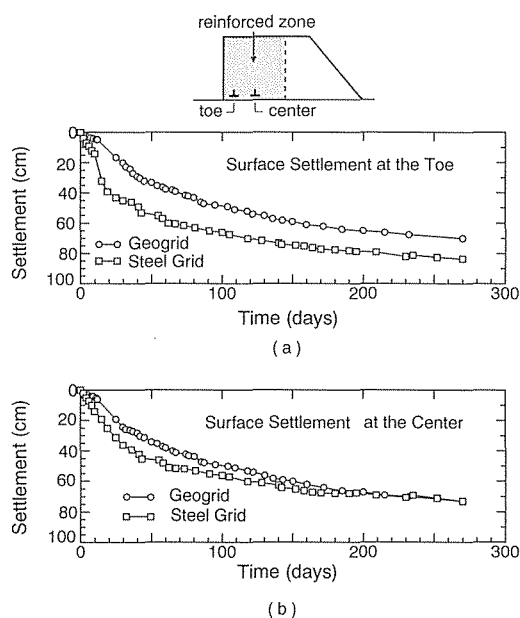 reinforced zone
toe
center
Surface Settlement at the Toe
Settlement (cm)
0
20
40
60
80
100
Geogrid
Steel Grid
0
100
200
300
Time (days)
( a )
Surface Settlement at the Center
Settlement (cm)
0
20
40
60
80
100
Geogrid
Steel Grid
0
100
200
300
Time (days)
( b )